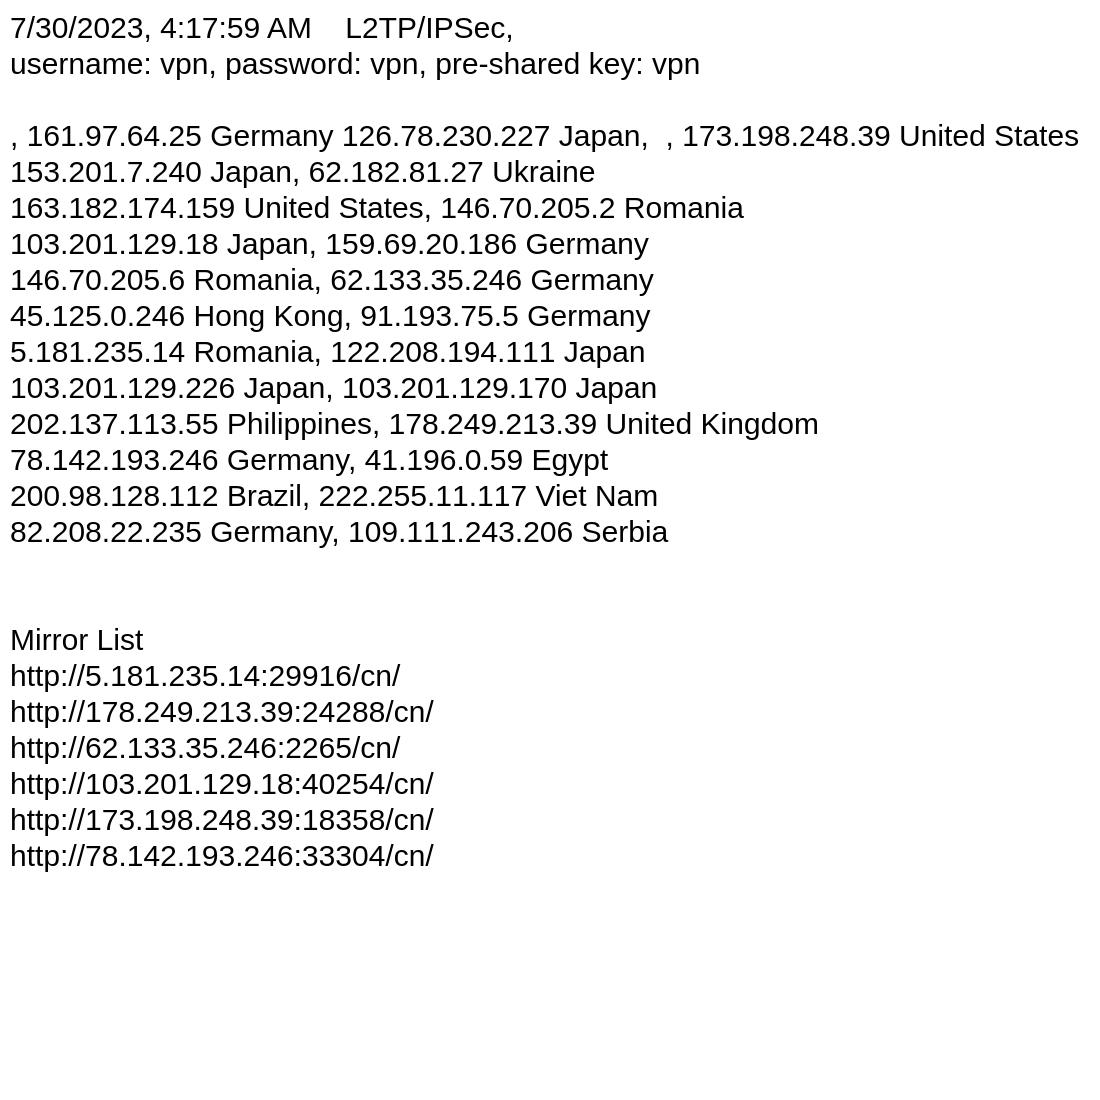 7/30/2023, 4:17:59 AM    L2TP/IPSec,
username: vpn, password: vpn, pre-shared key: vpn
, 161.97.64.25 Germany 126.78.230.227 Japan,  , 173.198.248.39 United States
153.201.7.240 Japan, 62.182.81.27 Ukraine
163.182.174.159 United States, 146.70.205.2 Romania
103.201.129.18 Japan, 159.69.20.186 Germany
146.70.205.6 Romania, 62.133.35.246 Germany
45.125.0.246 Hong Kong, 91.193.75.5 Germany
5.181.235.14 Romania, 122.208.194.111 Japan
103.201.129.226 Japan, 103.201.129.170 Japan
202.137.113.55 Philippines, 178.249.213.39 United Kingdom
78.142.193.246 Germany, 41.196.0.59 Egypt
200.98.128.112 Brazil, 222.255.11.117 Viet Nam
82.208.22.235 Germany, 109.111.243.206 Serbia
Mirror List
http://5.181.235.14:29916/cn/
http://178.249.213.39:24288/cn/
http://62.133.35.246:2265/cn/
http://103.201.129.18:40254/cn/
http://173.198.248.39:18358/cn/
http://78.142.193.246:33304/cn/